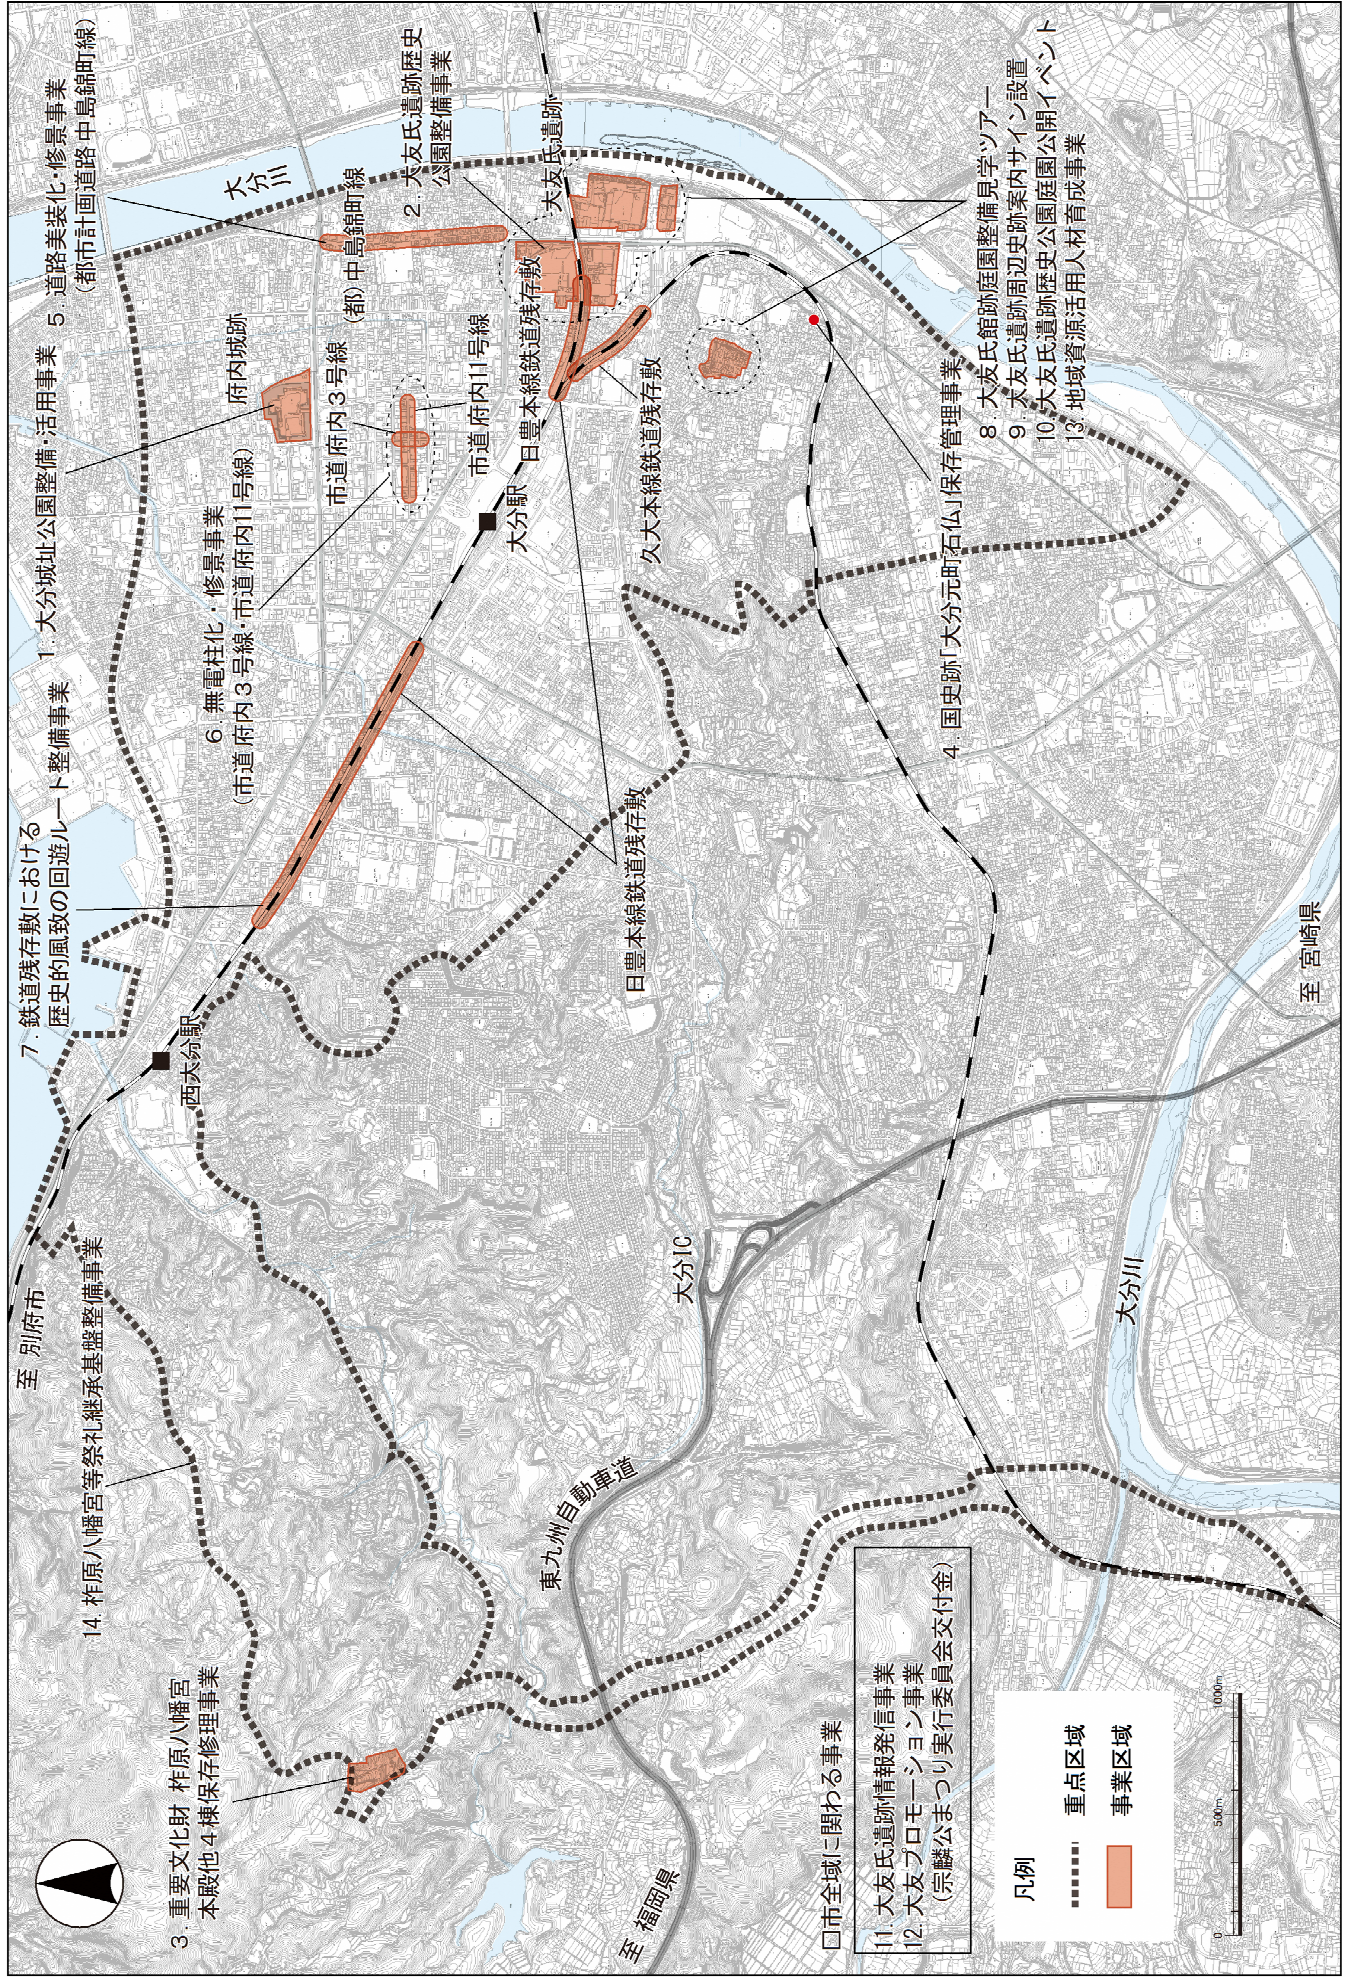 5．道路美装化・修景事業
（都市計画道路 中島錦町線）
1．大分城址公園整備・活用事業
7．鉄道残存敷における
歴史的風致の回遊ルート整備事業
6．無電柱化・修景事業
（市道府内３号線・市道府内11号線）
2．大友氏遺跡歴史
公園整備事業
大分川
（都）中島錦町線
大友氏遺跡
府内城跡
市道府内３号線
市道府内11号線
日豊本線鉄道残存敷
久大本線鉄道残存敷
大分駅
西大分駅
日豊本線鉄道残存敷
8．大友氏館跡庭園整備見学ツアー
9．大友氏遺跡周辺史跡案内サイン設置
10．大友氏遺跡歴史公園庭園公開イベント
13．地域資源活用人材育成事業
4．国史跡「大分元町石仏」保存管理事業
至 別府市
14．柞原八幡宮等祭礼継承基盤整備事業
3．重要文化財 柞原八幡宮
本殿他４棟保存修理事業
大分IC
東九州自動車道
至 福岡県
至 宮崎県
大分川
□市全域に関わる事業
11．大友氏遺跡情報発信事業
12．大友プロモーション事業
（宗麟公まつり実行委員会交付金）
凡例
重点区域
事業区域
0 500m 1000m